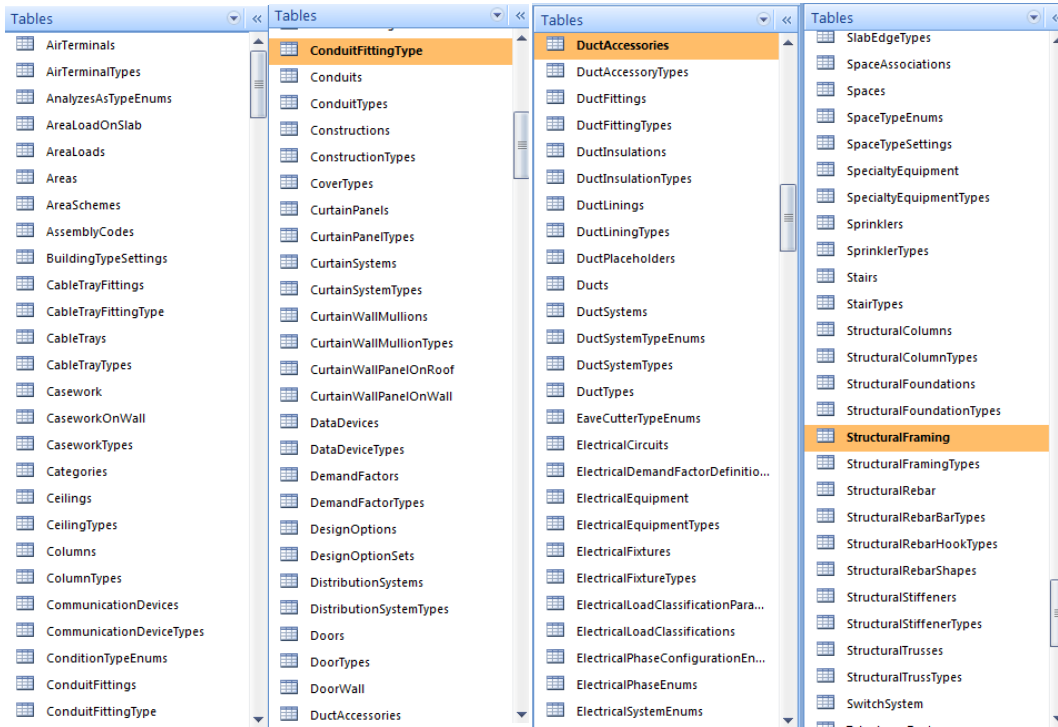 Tables
AirTerminals
AirTerminalTypes
AnalyzesAsTypeEnums
AreaLoadOnSlab
AreaLoads
Areas
AreaSchemes
AssemblyCodes
BuildingTypeSettings
CableTrayFittings
CableTrayFittingType
CableTrays
CableTrayTypes
Casework
CaseworkOnWall
CaseworkTypes
Categories
Ceilings
CeilingTypes
Columns
ColumnTypes
CommunicationDevices
CommunicationDeviceTypes
ConditionTypeEnums
ConduitFittings
ConduitFittingType
Tables
ConduitFittingType
Conduits
ConduitTypes
Constructions
ConstructionTypes
CoverTypes
CurtainPanels
CurtainPanelTypes
CurtainSystems
CurtainSystemTypes
CurtainWallMullions
CurtainWallMullionTypes
CurtainWallPanelOnRoof
CurtainWallPanelOnWall
DataDevices
DataDeviceTypes
DemandFactors
DemandFactorTypes
DesignOptions
DesignOptionSets
DistributionSystems
DistributionSystemTypes
Doors
DoorTypes
DoorWall
DuctAccessories
Tables
DuctAccessories
DuctAccessoryTypes
DuctFittings
DuctFittingTypes
DuctInsulations
DuctInsulationTypes
DuctLinings
DuctLiningTypes
DuctPlaceholders
Ducts
DuctSystems
DuctSystemTypeEnums
DuctSystemTypes
DuctTypes
EaveCutterTypeEnums
ElectricalCircuits
ElectricalDemandFactorDefinitio...
ElectricalEquipment
ElectricalEquipmentTypes
ElectricalFixtures
ElectricalFixtureTypes
ElectricalLoadClassificationPara...
ElectricalLoadClassifications
ElectricalPhaseConfigurationEn...
ElectricalPhaseEnums
ElectricalSystemEnums
Tables
SlabEdgeTypes
SpaceAssociations
Spaces
SpaceTypeEnums
SpaceTypeSettings
SpecialtyEquipment
SpecialtyEquipmentTypes
Sprinklers
SprinklerTypes
Stairs
StairTypes
StructuralColumns
StructuralColumnTypes
StructuralFoundations
StructuralFoundationTypes
StructuralFraming
StructuralFramingTypes
StructuralRebar
StructuralRebarBarTypes
StructuralRebarHookTypes
StructuralRebarShapes
StructuralStiffeners
StructuralStiffenerTypes
StructuralTrusses
StructuralTrussTypes
SwitchSystem